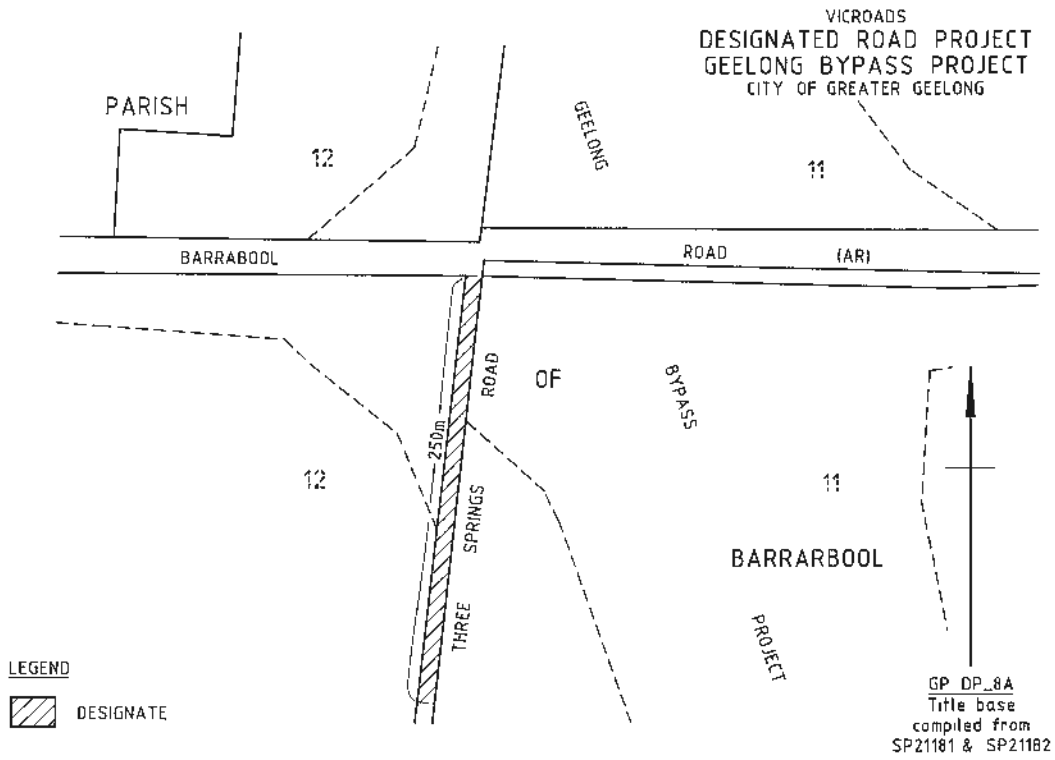 VICROADS
DESIGNATED ROAD PROJECT
GEELONG BYPASS PROJECT
CITY OF GREATER GEELONG
PARISH
12
GEELONG
11
BARRABOOL
ROAD
(AR)
ROAD
OF
BYPASS
250m
12
SPRINGS
11
BARRARBOOL
THREE
PROJECT
LEGEND
DESIGNATE
GP DP_8A
Title base
compiled from
SP21181 & SP21182